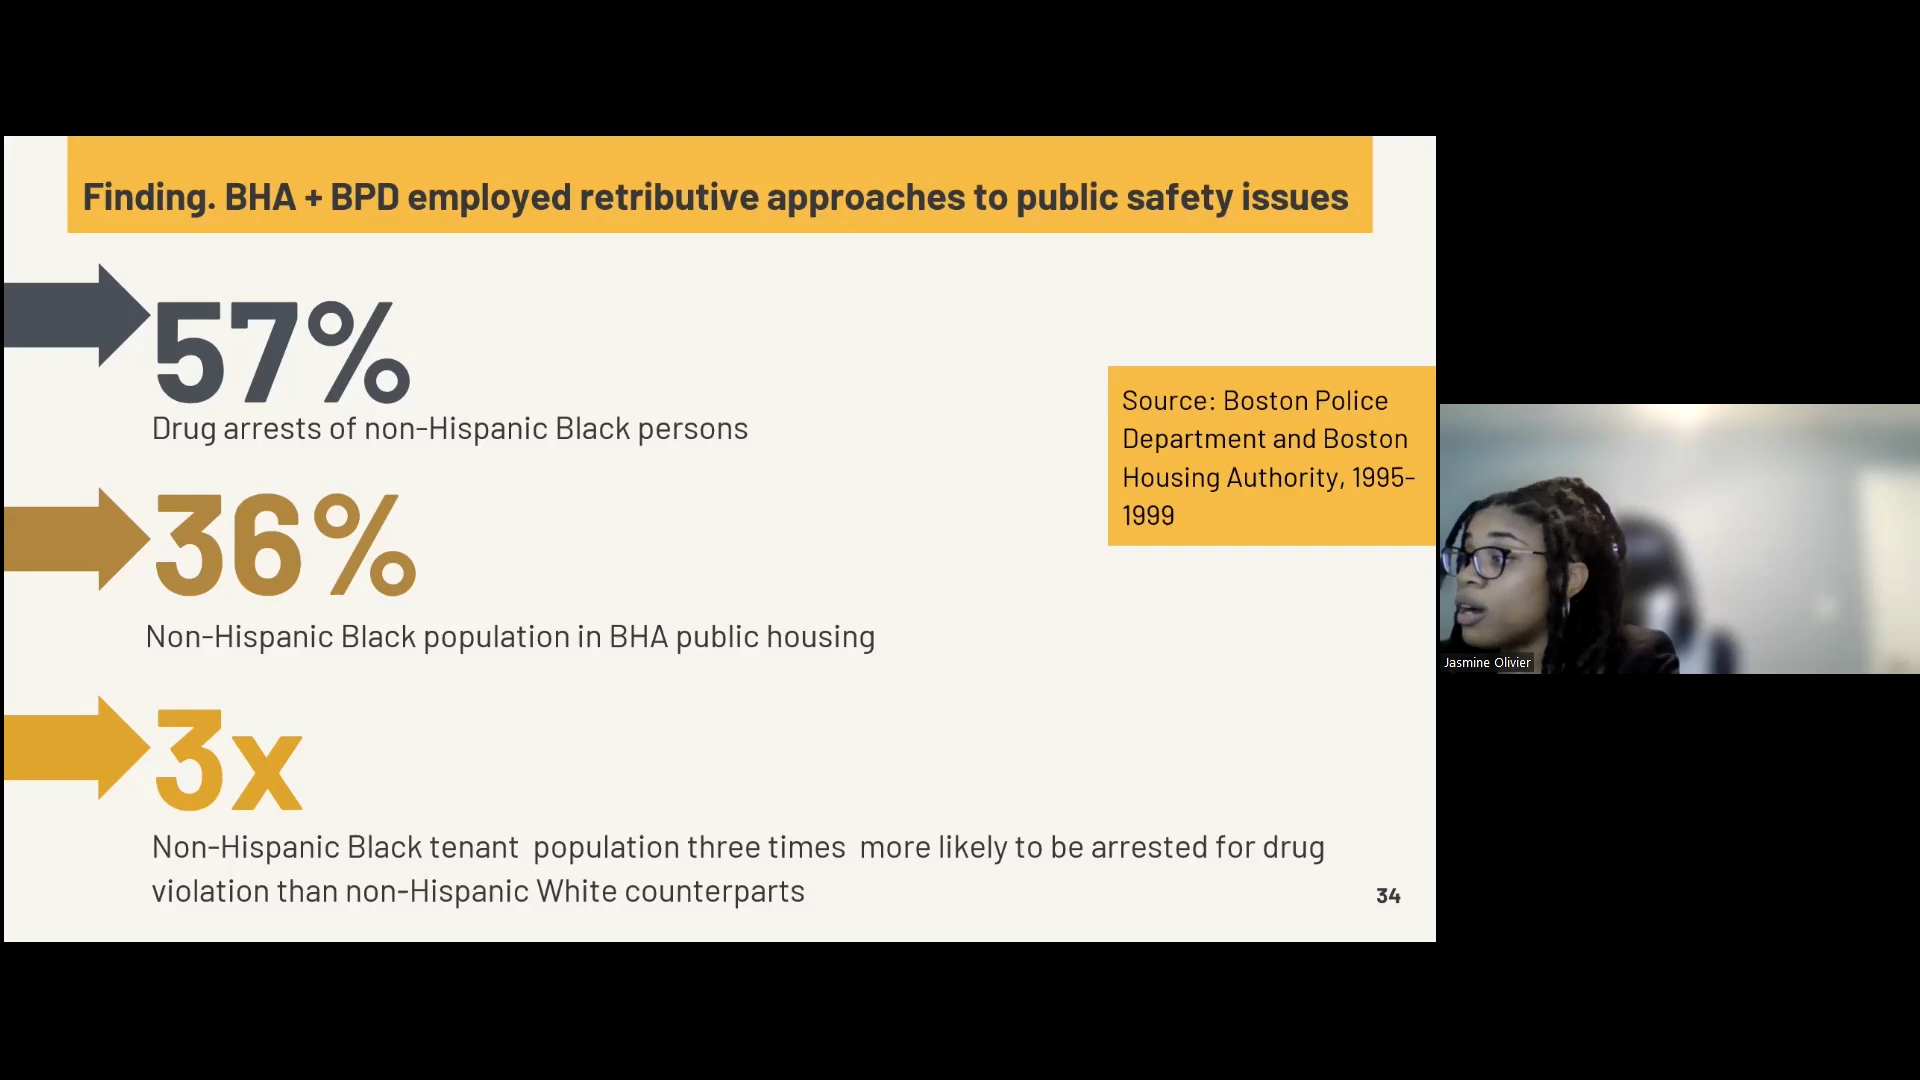 Finding. BHA + BPD employed retributive approaches to public safety issues
57%
Drug arrests of non-Hispanic Black persons
36%
Non-Hispanic Black population in BHA public housing
3x
Non-Hispanic Black tenant population three times more likely to be arrested for drug
violation than non-Hispanic White counterparts
Source: Boston Police
Department and Boston
Housing Authority, 1995-
1999
34
Jasmine Olivier